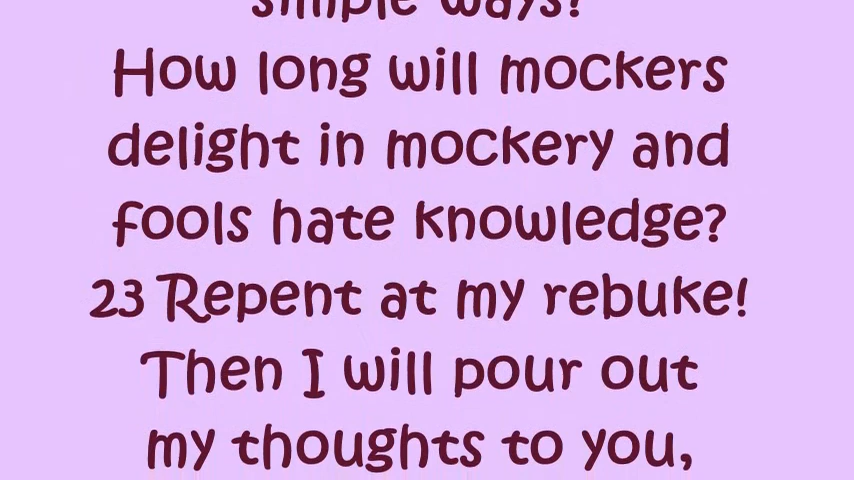 simple ways?
How long will mockers
delight in mockery and
fools hate knowledge?
23 Repent at my rebuke!
Then I will pour out
my thoughts to you,